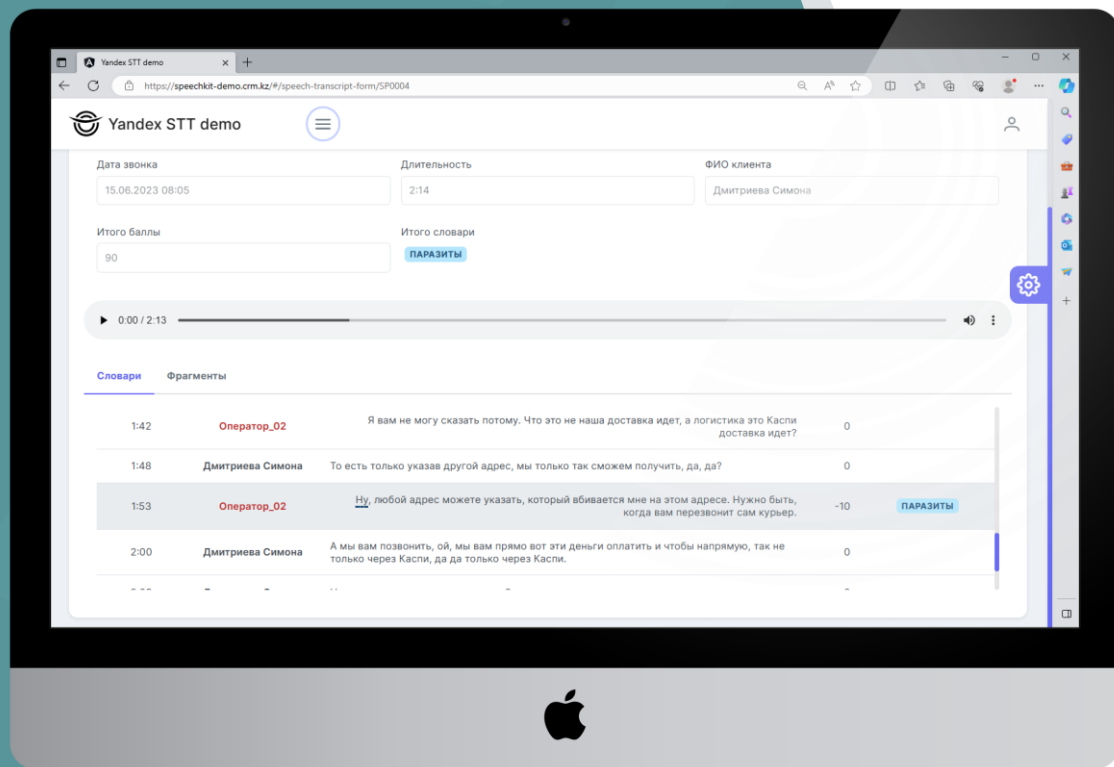 Yandex STT demo
https://speechkit-demo.crm.kz/#/speech-transcript-form/SP0004
Yandex STT demo
Дата звонка Длительность ФИО клиента
15.06.2023 08:05 2:14 Дмитриева Симона
Итого баллы Итого словари
90 ПАРАЗИТЫ
0:00 / 2:13
Словари Фрагменты
1:42 Оператор_02 Я вам не могу сказать потому. Что это не наша доставка идет, а логистика это Каспи 0
доставка идет?
1:48 Дмитриева Симона То есть только указав другой адрес, мы только так сможем получить, да, да? 0
1:53 Оператор_02 Ну, любой адрес можете указать, который вбивается мне на этом адресе. Нужно быть, -10 ПАРАЗИТЫ
когда вам перезвонит сам курьер.
2:00 Дмитриева Симона А мы вам позвонить, ой, мы вам прямо вот эти деньги оплатить и чтобы напрямую, так не 0
только через Каспи, да да только через Каспи.